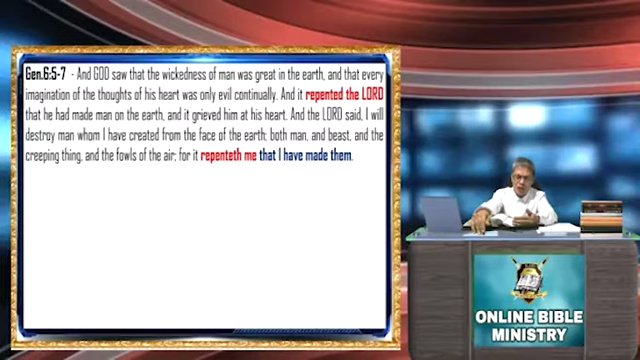 Gen.6:5-7 - And GOD saw that the wickedness of man was great in the earth, and that every
imagination of the thoughts of his heart was only evil continually. And it repented the LORD
that he had made man on the earth, and it grieved him at his heart. And the LORD said, I will
destroy man whom I have created from the face of the earth; both man, and beast, and the
creeping thing, and the fowls of the air; for it repenteth me that I have made them.
ONLINE BIBLE
MINISTRY